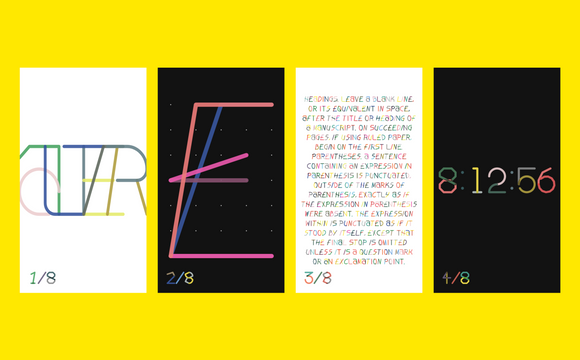 1/8
E
2/8
HEADINGS. LEAVE A BLANK LINE,
OR ITS EQUIVALENT IN SPACE,
AFTER THE TITLE OR HEADING OF
A MANUSCRIPT. ON SUCCEEDING
PAGES, IF USING RULED PAPER,
BEGIN ON THE FIRST LINE.
PARENTHESES. A SENTENCE
CONTAINING AN EXPRESSION IN
PARENTHESIS IS PUNCTUATED,
OUTSIDE OF THE MARKS OF
PARENTHESIS, EXACTLY AS IF
THE EXPRESSION IN PARENTHESIS
WERE ABSENT. THE EXPRESSION
WITHIN IS PUNCTUATED AS IF IT
STOOD BY ITSELF, EXCEPT THAT
THE FINAL STOP IS OMITTED
UNLESS IT IS A QUESTION MARK
OR AN EXCLAMATION POINT.
3/8
8:12:56
4/8